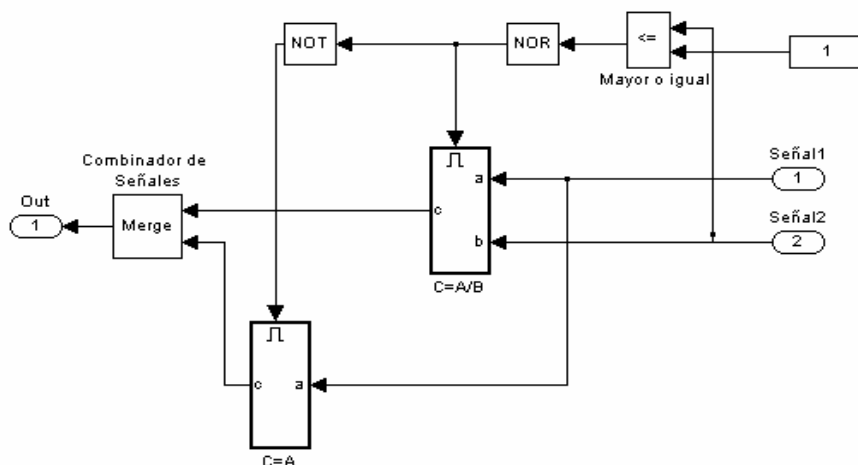 NOT
NOR
<=
1
Mayor o igual
Combinador de
Señales
Señal1
a
1
Out
Señal2
c
1
Merge
b
2
C=A/B
c
a
C=A